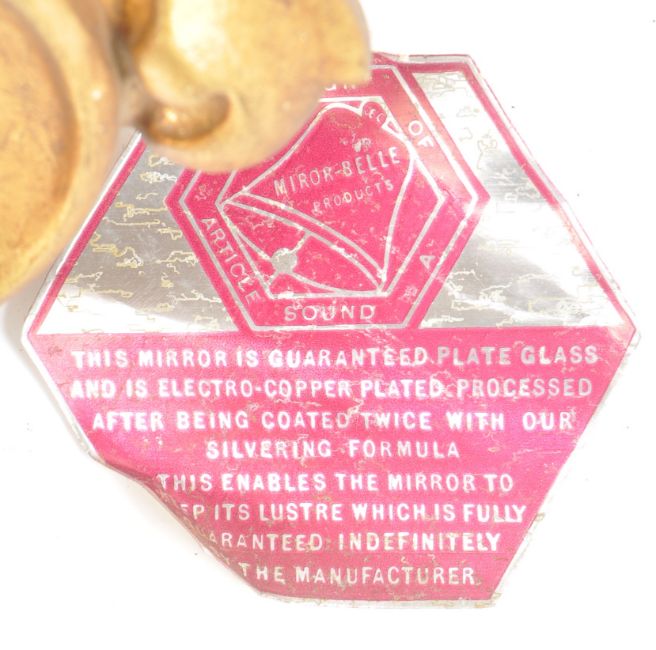 OF
A
SOUND
ARTICLE
MIROR-BELLE
PRODUCTS
THIS MIRROR IS GUARANTEED PLATE GLASS
AND IS ELECTRO-COPPER PLATED PROCESSED
AFTER BEING COATED TWICE WITH OUR
SILVERING FORMULA
THIS ENABLES THE MIRROR TO
EP ITS LUSTRE WHICH IS FULLY
ARANTEED INDEFINITELY
THE MANUFACTURER